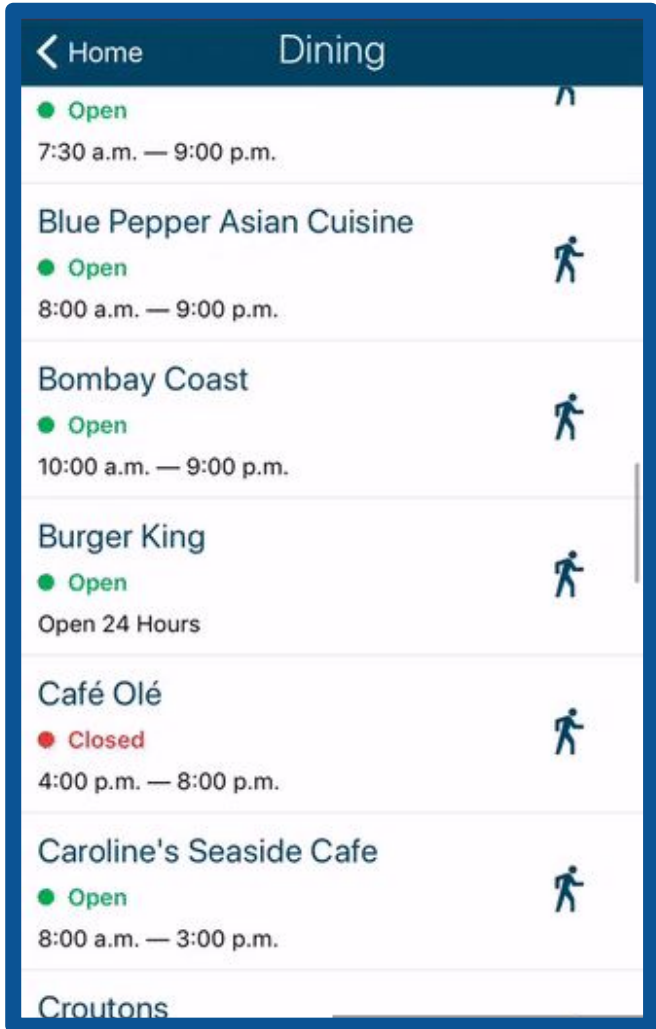 Home
Dining
Open
7:30 a.m. — 9:00 p.m.
Blue Pepper Asian Cuisine
Open
8:00 a.m. — 9:00 p.m.
Bombay Coast
Open
10:00 a.m. — 9:00 p.m.
Burger King
Open
Open 24 Hours
Café Olé
Closed
4:00 p.m. — 8:00 p.m.
Caroline's Seaside Cafe
Open
8:00 a.m. — 3:00 p.m.
Croutons